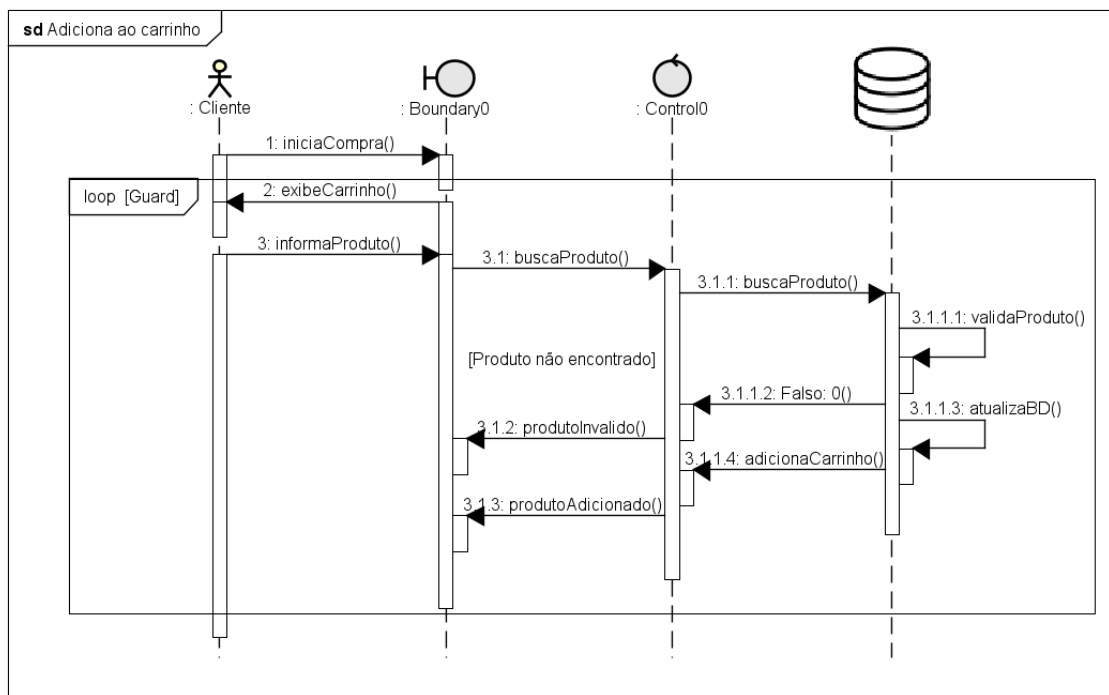 sd Adiciona ao carrinho
: Cliente
: Boundary0
: Control0
1: iniciaCompra()
loop [Guard]
2: exibeCarrinho()
3: informaProduto()
3.1: buscaProduto()
3.1.1: buscaProduto()
3.1.1.1: validaProduto()
[Produto não encontrado]
3.1.1.2: Falso: 0()
3.1.1.3: atualizaBD()
3.1.2: produtoInvalido()
3.1.1.4: adicionaCarrinho()
3.1.3: produtoAdicionado()